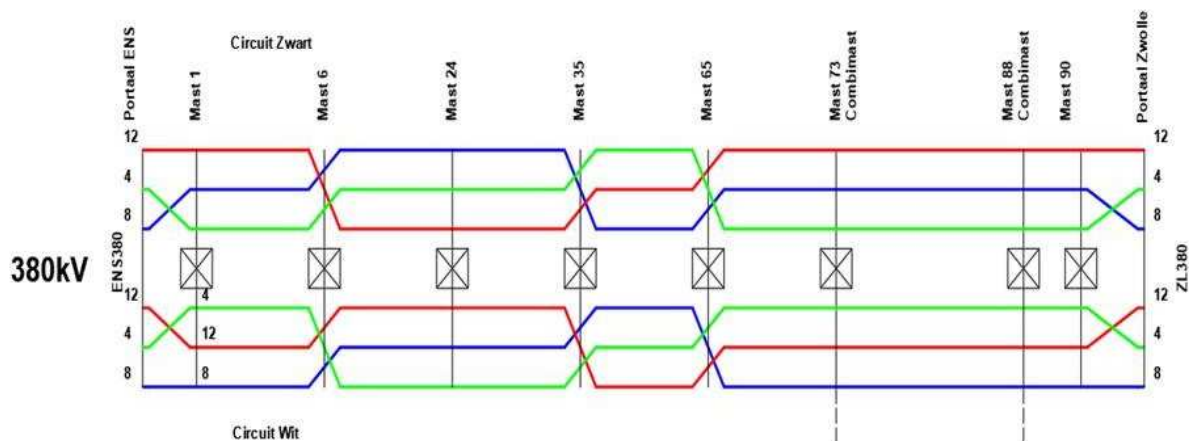 Circuit Zwart
Portaal ENS
Mast 1
Mast 6
Mast 24
Mast 35
Mast 65
Mast 73
Combimast
Mast 88
Combimast
Mast 90
Portaal Zwolle
12
12
4
4
8
8
380kV
ENS380
ZL380
12
4
12
4
12
4
8
8
8
Circuit Wit